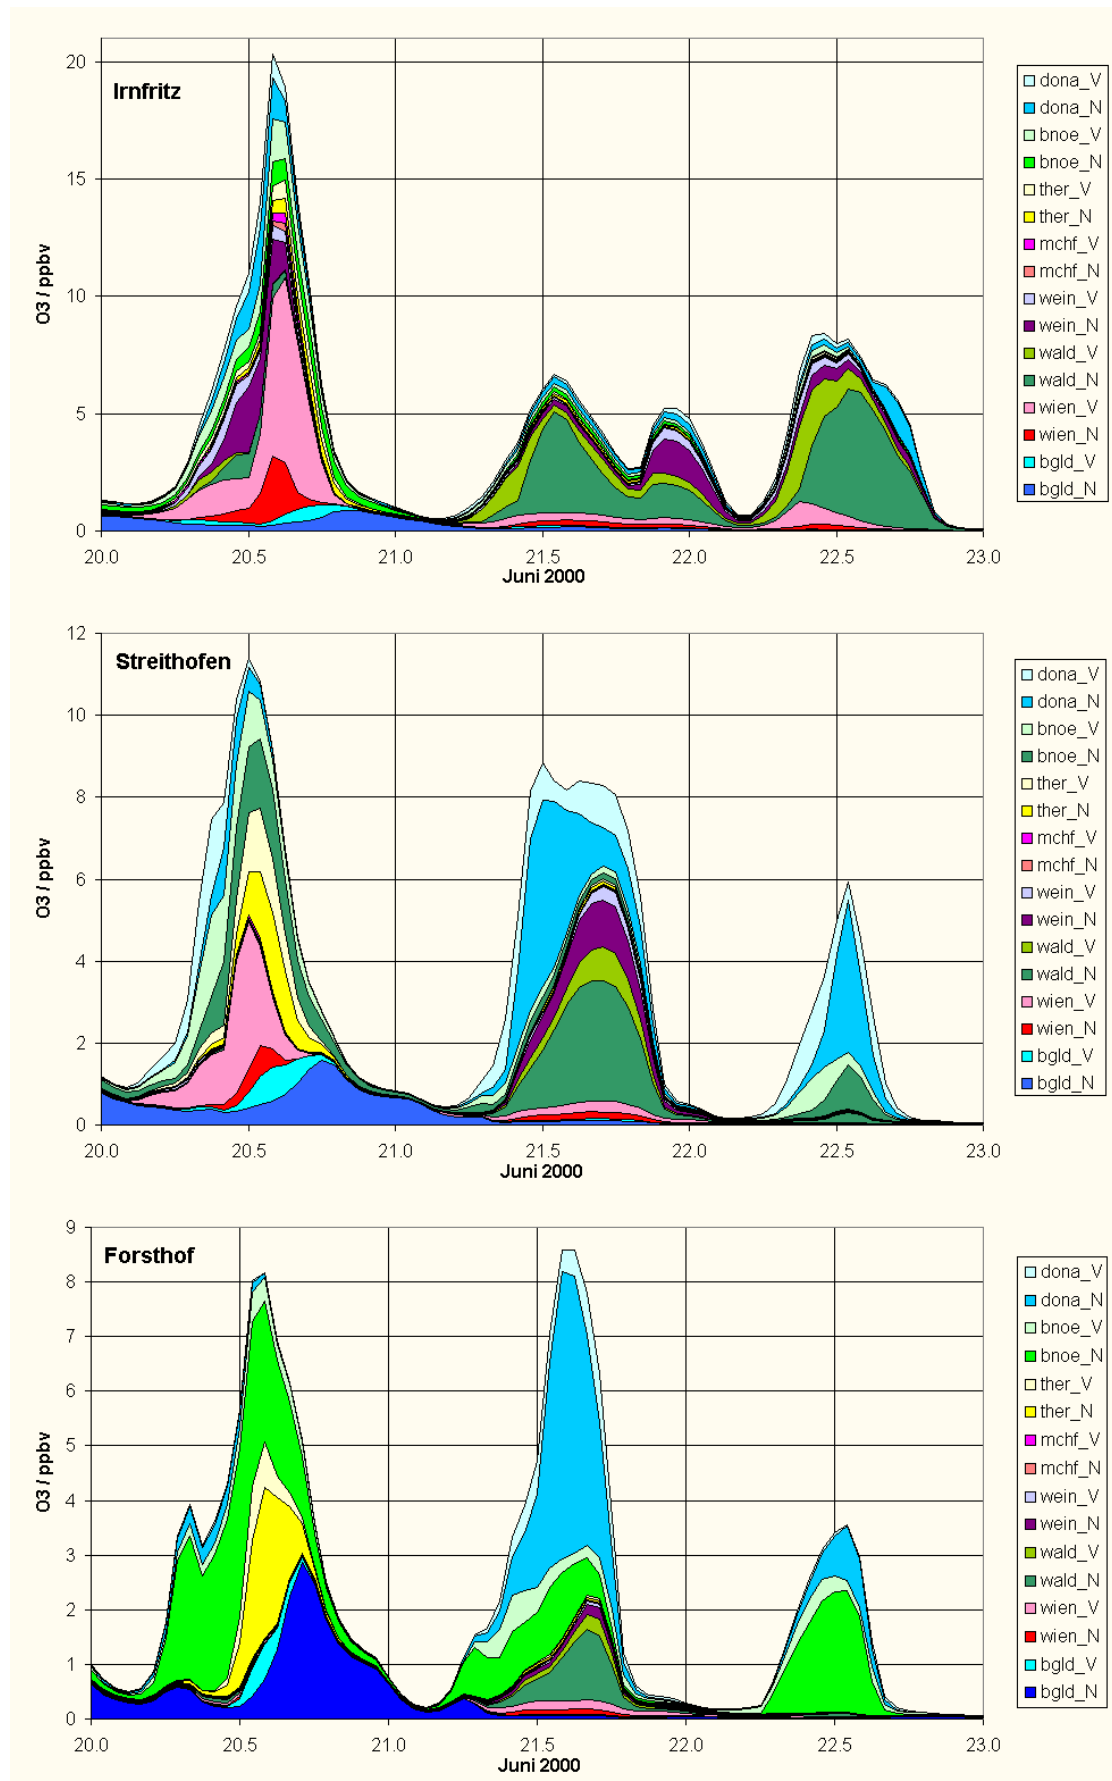 Irnfritz
O3 / ppbv
20
15
10
5
0
20.0 20.5 21.0 21.5 22.0 22.5 23.0
Juni 2000
dona_V
dona_N
bnoe_V
bnoe_N
ther_V
ther_N
mchf_V
mchf_N
wein_V
wein_N
wald_V
wald_N
wien_V
wien_N
bgld_V
bgld_N
Streithofen
O3 / ppbv
12
10
8
6
4
2
0
20.0 20.5 21.0 21.5 22.0 22.5 23.0
Juni 2000
dona_V
dona_N
bnoe_V
bnoe_N
ther_V
ther_N
mchf_V
mchf_N
wein_V
wein_N
wald_V
wald_N
wien_V
wien_N
bgld_V
bgld_N
Forsthof
O3 / ppbv
9
8
7
6
5
4
3
2
1
0
20.0 20.5 21.0 21.5 22.0 22.5 23.0
Juni 2000
dona_V
dona_N
bnoe_V
bnoe_N
ther_V
ther_N
mchf_V
mchf_N
wein_V
wein_N
wald_V
wald_N
wien_V
wien_N
bgld_V
bgld_N